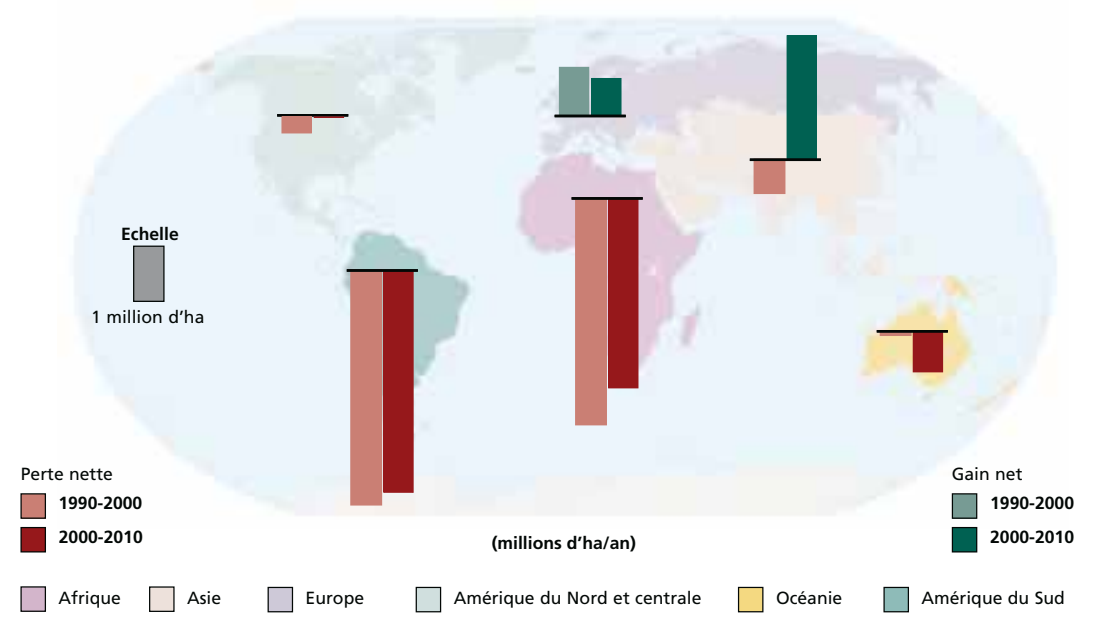 Echelle
1 million d’ha
Perte nette
1990-2000
2000-2010
(millions d’ha/an)
Gain net
1990-2000
2000-2010
Afrique
Asie
Europe
Amérique du Nord et centrale
Océanie
Amérique du Sud